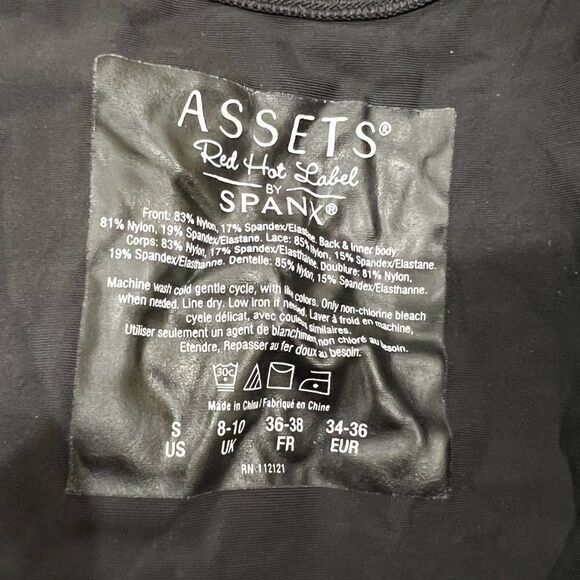 ASSETS®
Red Hot Label
BY
SPANX®
Front: 83% Nylon, 17% Spandex/Elastane. Back & Inner body:
81% Nylon, 19% Spandex/Elastane. Lace: 85% Nylon, 15% Spandex/Elastane.
Corps: 83% Nylon, 17% Spandex/Elasthanne. Doublure: 81% Nylon,
19% Spandex/Elasthanne. Dentelle: 85% Nylon, 15% Spandex/Elasthanne.
Machine wash cold gentle cycle, with like colors. Only non-chlorine bleach
when needed. Line dry. Low iron if needed. Laver à froid en machine,
cycle délicat, avec couleurs similaires.
Utiliser seulement un agent de blanchiment non chloré au besoin.
Etendre, Repasser au fer doux au besoin.
30C
Made in China/Fabriqué en Chine
S 8-10 36-38 34-36
US UK FR EUR
RN 112121